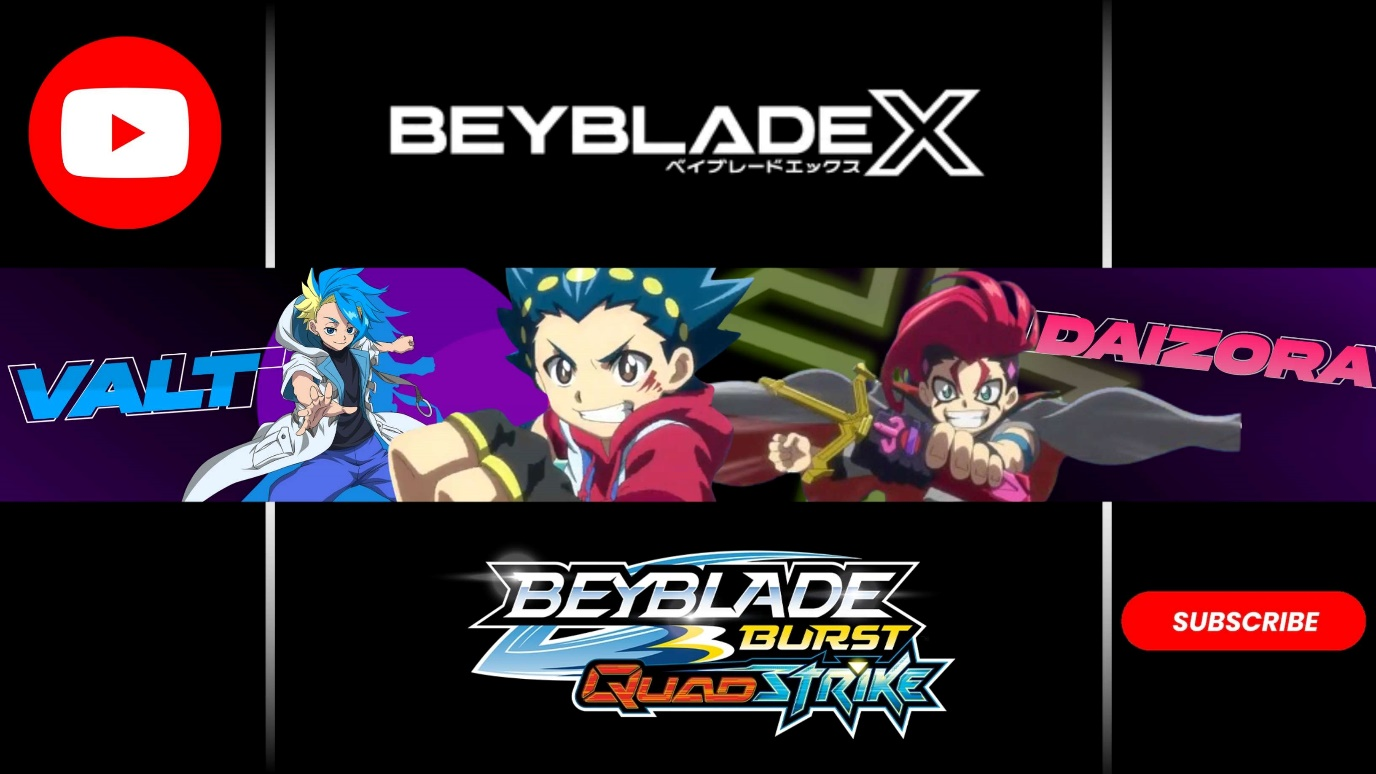 BEYBLADE X
ベイブレードエックス
VALT
DAIZORA
BEYBLADE
BURST
QUADSTRIKE
SUBSCRIBE